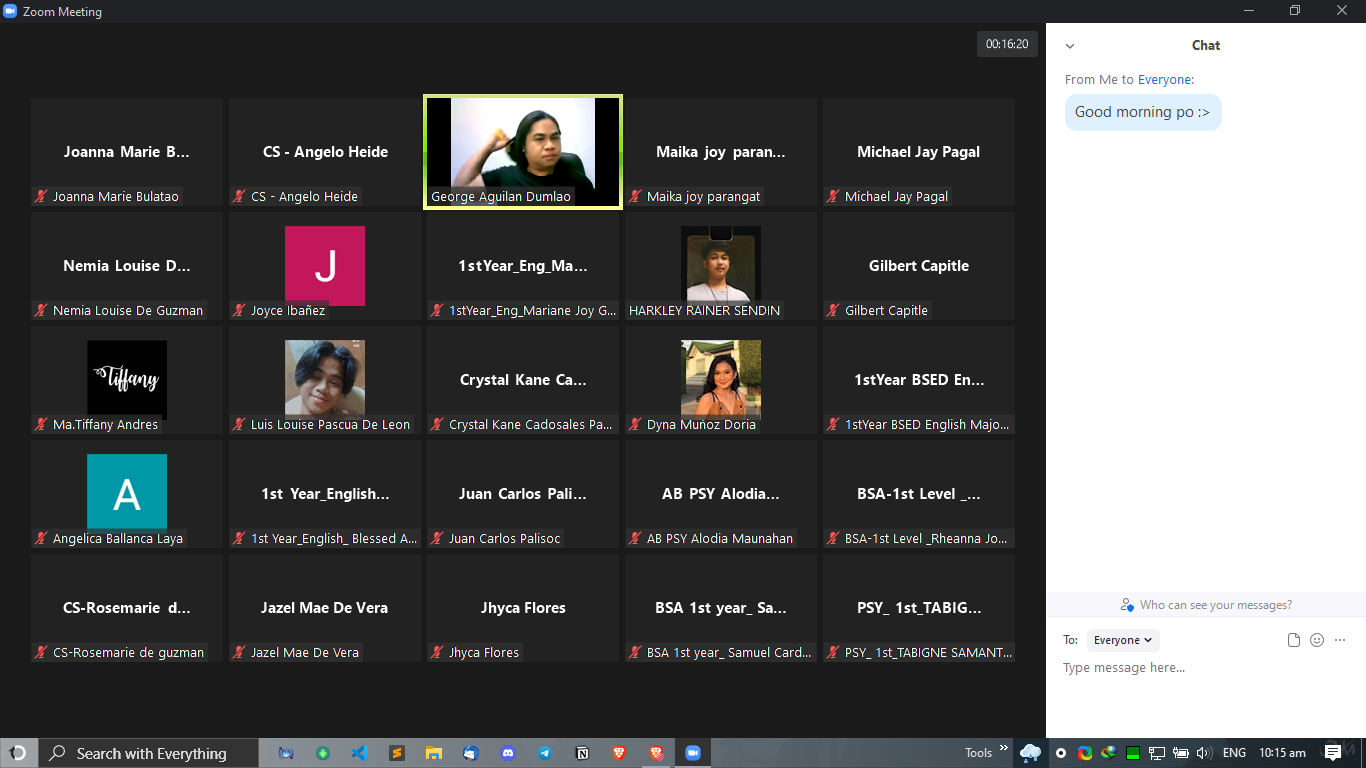 Zoom Meeting
00:16:20
Joanna Marie B...
Joanna Marie Bulatao
CS - Angelo Heide
CS - Angelo Heide
George Aguilan Dumlao
Maika joy paran...
Maika joy parangat
Michael Jay Pagal
Michael Jay Pagal
Nemia Louise D...
Nemia Louise De Guzman
J
Joyce Ibañez
1stYear_Eng_Ma...
1stYear_Eng_Mariane Joy G...
HARKLEY RAINER SENDIN
Gilbert Capitle
Gilbert Capitle
Tiffany
Ma.Tiffany Andres
Luis Louise Pascua De Leon
Crystal Kane Ca...
Crystal Kane Cadosales Pa...
Dyna Muñoz Doria
1stYear BSED En...
1stYear BSED English Majo...
A
Angelica Ballanca Laya
1st Year_English...
1st Year_English_ Blessed A...
Juan Carlos Pali...
Juan Carlos Palisoc
AB PSY Alodia...
AB PSY Alodia Maunahan
BSA-1st Level _...
BSA-1st Level _Rheanna Jo...
CS-Rosemarie d...
CS-Rosemarie de guzman
Jazel Mae De Vera
Jazel Mae De Vera
Jhyca Flores
Jhyca Flores
BSA 1st year_ Sa...
BSA 1st year_ Samuel Card...
PSY_ 1st_TABIG...
PSY_ 1st_TABIGNE SAMANT...
Chat
From Me to Everyone:
Good morning po :>
Who can see your messages?
To: Everyone
Type message here...
Search with Everything
Tools
ENG
10:15 am